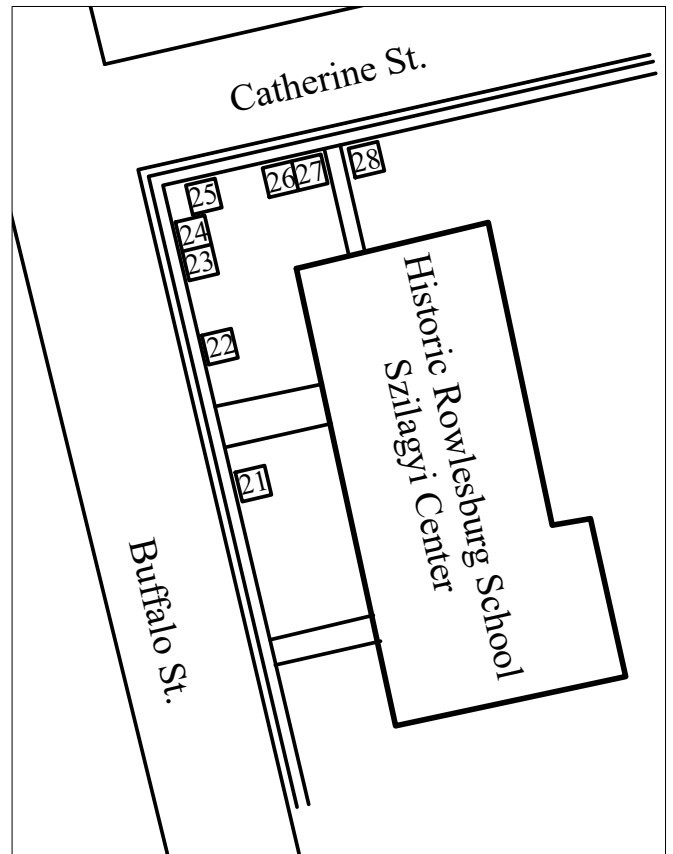 Catherine St.
28
27
26
25
24
23
22
21
Historic Rowlesburg School
Szilagyi Center
Buffalo St.